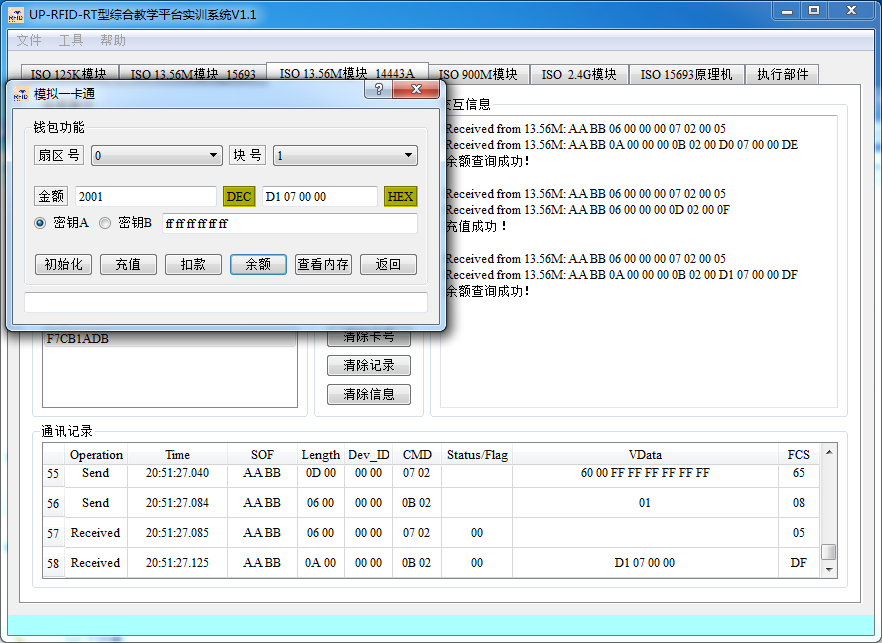 UP-RFID-RT型综合教学平台实训系统V1.1
文件 工具 帮助
ISO 125K模块 ISO 13.56M模块_15693 ISO 13.56M模块_14443A ISO 900M模块 ISO 2.4G模块 ISO 15693原理机 执行部件
模拟一卡通
钱包功能
扇区 号 0 块 号 1
金额 2001 DEC D1 07 00 00 HEX
密钥A 密钥B ffffffffffff
初始化 充值 扣款 余额 查看内存 返回
互信息
Received from 13.56M: AA BB 06 00 00 00 07 02 00 05
Received from 13.56M: AA BB 0A 00 00 00 0B 02 00 D0 07 00 00 DE
余额查询成功！
Received from 13.56M: AA BB 06 00 00 00 07 02 00 05
Received from 13.56M: AA BB 06 00 00 00 0D 02 00 0F
充值成功！
Received from 13.56M: AA BB 06 00 00 00 07 02 00 05
Received from 13.56M: AA BB 0A 00 00 00 0B 02 00 D1 07 00 00 DF
余额查询成功！
F7CB1ADB
清除卡号
清除记录
清除信息
通讯记录
Operation Time SOF Length Dev_ID CMD Status/Flag VData FCS
55 Send 20:51:27.040 AA BB 0D 00 00 00 07 02 60 00 FF FF FF FF FF FF 65
56 Send 20:51:27.084 AA BB 06 00 00 00 0B 02 01 08
57 Received 20:51:27.085 AA BB 06 00 00 00 07 02 00 05
58 Received 20:51:27.125 AA BB 0A 00 00 00 0B 02 00 D1 07 00 00 DF